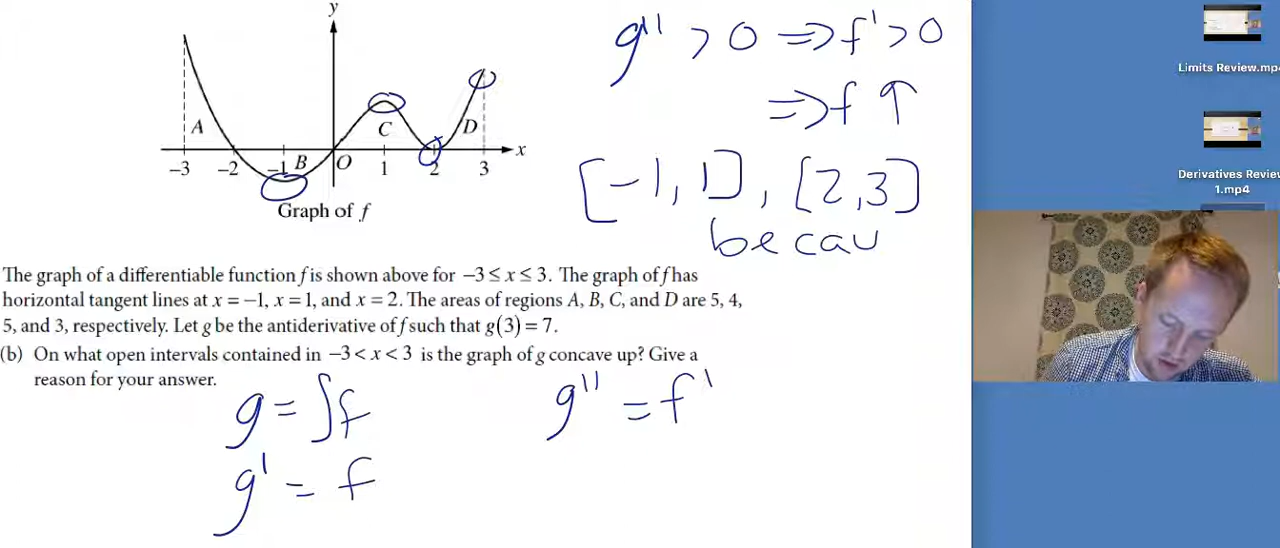 y
g'' > 0 ⇒ f' > 0
⇒ f ↑
A
C
D
B
O
x
-3 -2 -1 1 2 3
[-1, 1], [2,3]
becau
Graph of f
The graph of a differentiable function f is shown above for −3 ≤ x ≤ 3. The graph of f has
horizontal tangent lines at x = −1, x = 1, and x = 2. The areas of regions A, B, C, and D are 5, 4,
5, and 3, respectively. Let g be the antiderivative of f such that g(3) = 7.
(b) On what open intervals contained in −3 < x < 3 is the graph of g concave up? Give a
reason for your answer.
g = ∫f
g'' = f'
g' = f
Limits Review.mp
Derivatives Review
1.mp4